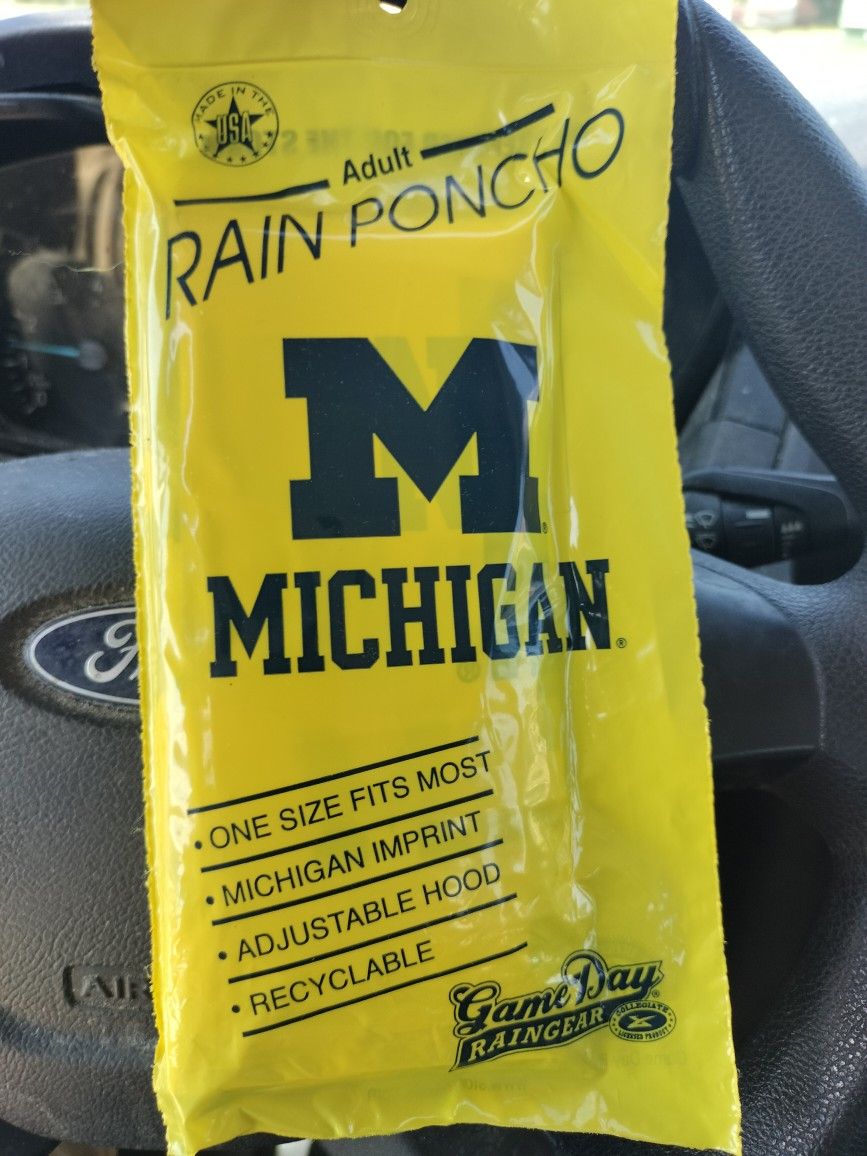 MADE IN THE
USA
Adult
RAIN PONCHO
M
®
MICHIGAN®
• ONE SIZE FITS MOST
• MICHIGAN IMPRINT
• ADJUSTABLE HOOD
• RECYCLABLE
Game Day®
RAINGEAR
COLLEGIATE
LICENSED PRODUCT
AIR